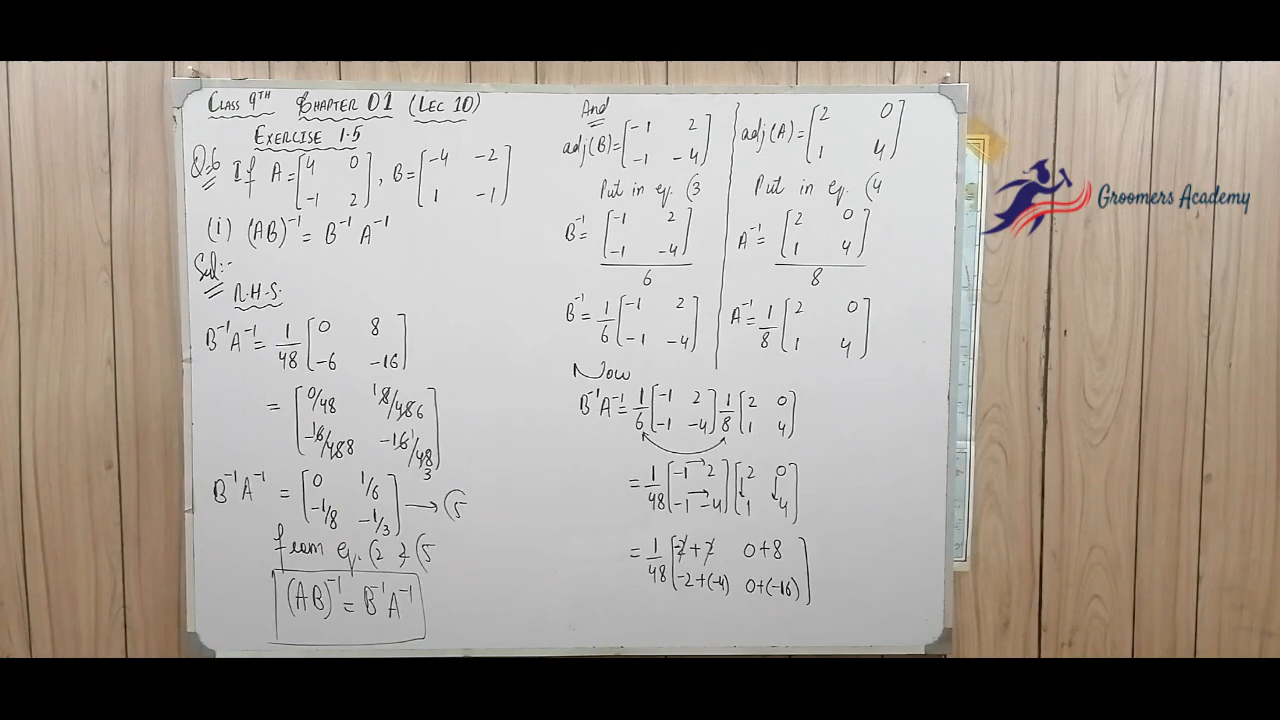 CLASS 9TH CHAPTER 01 (LEC 10)
EXERCISE 1.5
Q:6 If A = [4 0; -1 2], B = [-4 -2; 1 -1]
(i) (AB)⁻¹ = B⁻¹ A⁻¹
Sol:-
R.H.S.
B⁻¹A⁻¹ = 1/48 [0 8; -6 -16]
= [0/48 8/48; -6/48 -16/48]
B⁻¹A⁻¹ = [0 1/6; -1/8 -1/3] → (5
from eq. (2 & (5
(AB)⁻¹ = B⁻¹A⁻¹
And
adj(B) = [-1 2; -1 -4]
Put in eq. (3
B⁻¹ = [-1 2; -1 -4] / 6
B⁻¹ = 1/6 [-1 2; -1 -4]
adj(A) = [2 0; 1 4]
Put in eq. (4
A⁻¹ = [2 0; 1 4] / 8
A⁻¹ = 1/8 [2 0; 1 4]
Now
B⁻¹A⁻¹ = 1/6 [-1 2; -1 -4] 1/8 [2 0; 1 4]
= 1/48 [-1 2; -1 -4] [2 0; 1 4]
= 1/48 [-2+2 0+8; -2+(-4) 0+(-16)]
Groomers Academy